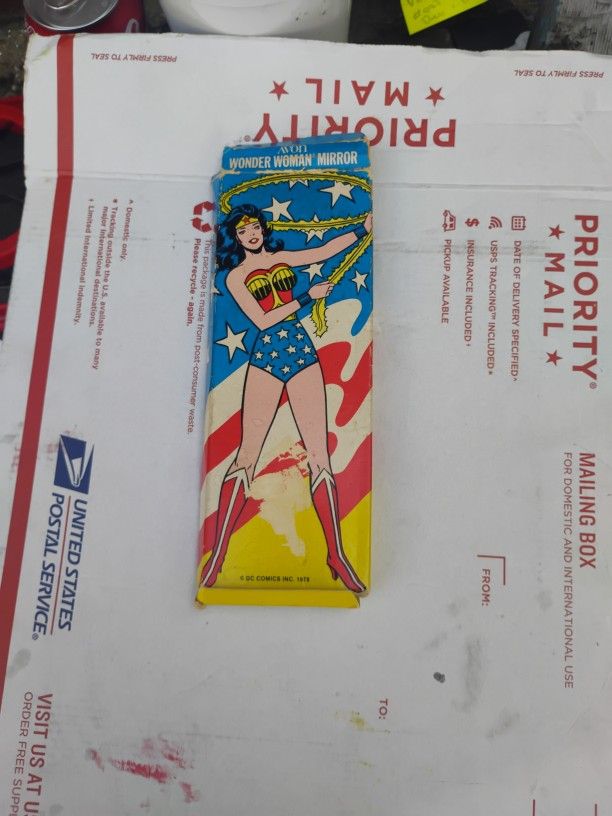 PRESS FIRMLY TO SEAL
PRESS FIRMLY TO SEAL
PRIORITY®
★ MAIL ★
AVON
WONDER WOMAN™ MIRROR
© DC COMICS INC. 1978
This package is made from post-consumer waste.
Please recycle - again.
^ Domestic only.
* Tracking outside the U.S. available to many
major international destinations.
† Limited international indemnity.
PRIORITY®
★ MAIL ★
DATE OF DELIVERY SPECIFIED^
USPS TRACKING™ INCLUDED*
$ INSURANCE INCLUDED†
PICKUP AVAILABLE
MAILING BOX
FOR DOMESTIC AND INTERNATIONAL USE
FROM:
TO:
UNITED STATES
POSTAL SERVICE®
VISIT US AT U
ORDER FREE SUPP